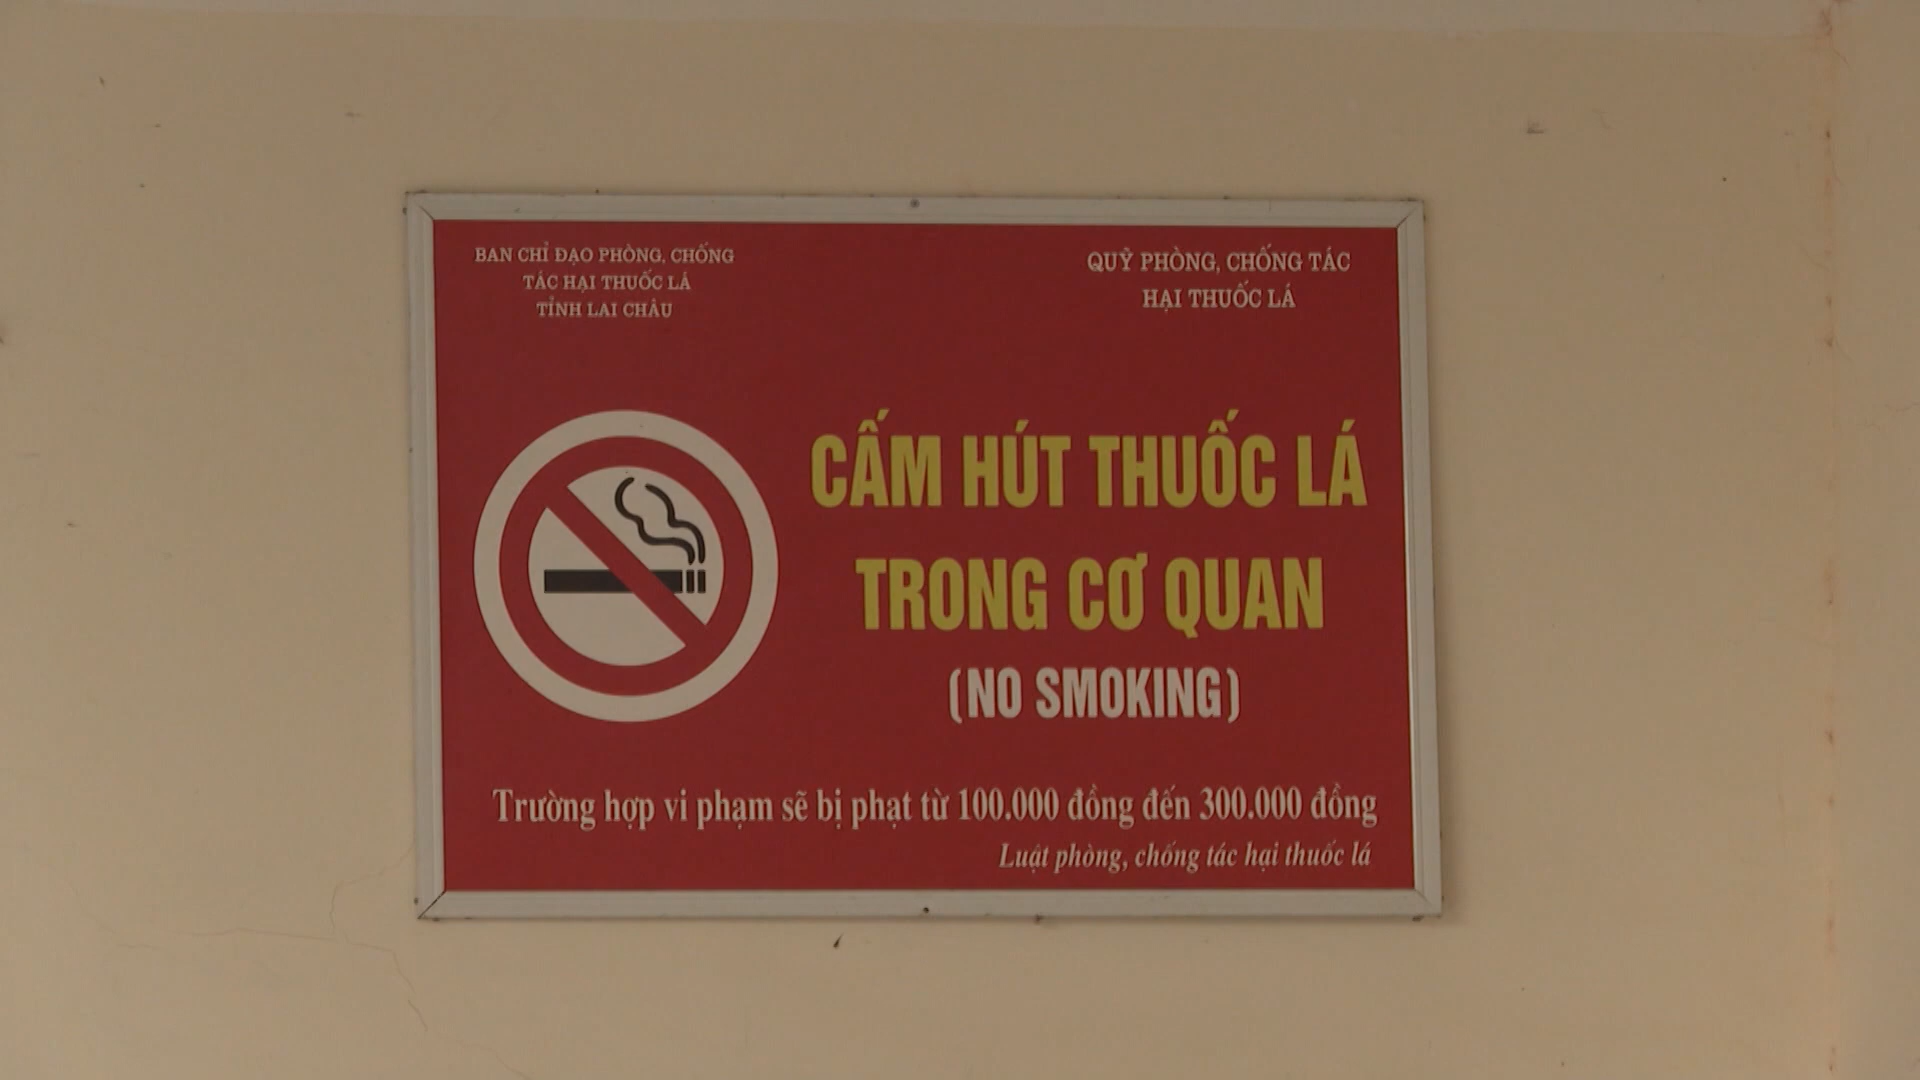 BAN CHỈ ĐẠO PHÒNG, CHỐNG
TÁC HẠI THUỐC LÁ
TỈNH LAI CHÂU
QUỸ PHÒNG, CHỐNG TÁC
HẠI THUỐC LÁ
CẤM HÚT THUỐC LÁ
TRONG CƠ QUAN
(NO SMOKING)
Trường hợp vi phạm sẽ bị phạt từ 100.000 đồng đến 300.000 đồng
Luật phòng, chống tác hại thuốc lá